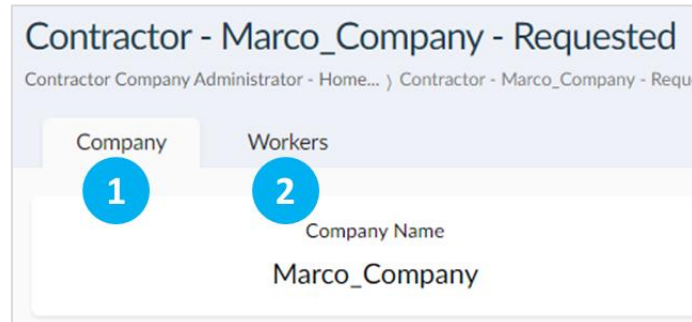 Contractor - Marco_Company - Requested
Contractor Company Administrator - Home... ) Contractor - Marco_Company - Requ
Company Workers
1 2
Company Name
Marco_Company